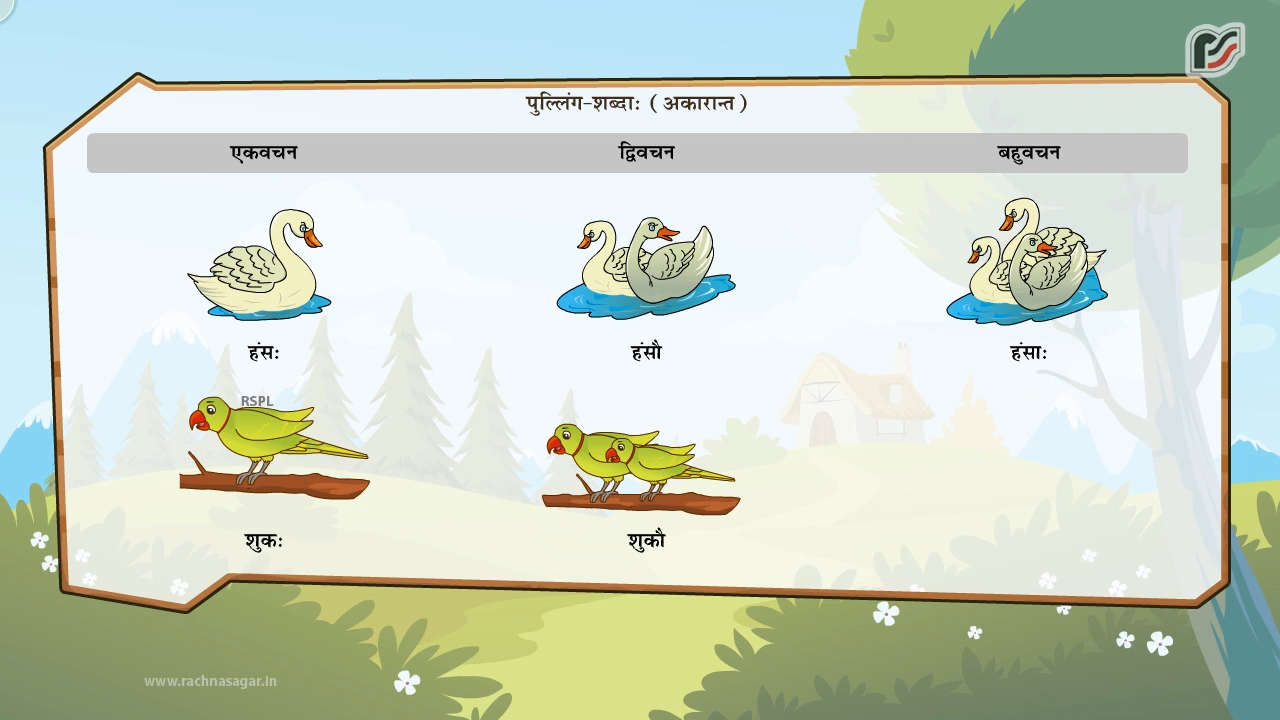 पुल्लिंग-शब्दाः ( अकारान्त )
एकवचन द्विवचन बहुवचन
हंसः हंसौ हंसाः
RSPL
शुकः शुकौ
www.rachnasagar.in